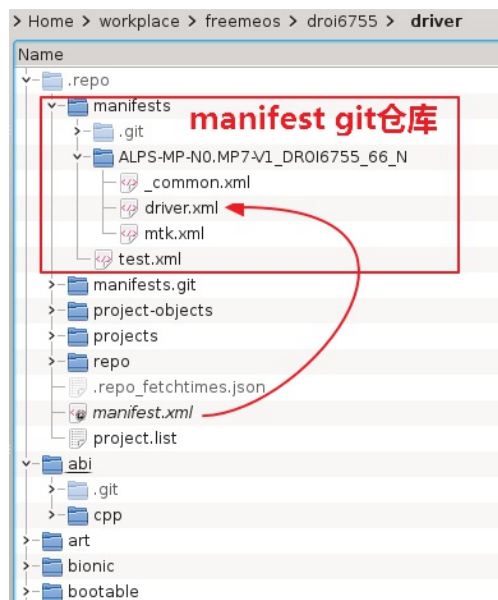 > Home > workplace > freemeos > droi6755 > driver
Name
.repo
manifests
manifest git仓库
.git
ALPS-MP-N0.MP7-V1_DROI6755_66_N
_common.xml
driver.xml
mtk.xml
test.xml
manifests.git
project-objects
projects
repo
.repo_fetchtimes.json
manifest.xml
project.list
abi
.git
cpp
art
bionic
bootable